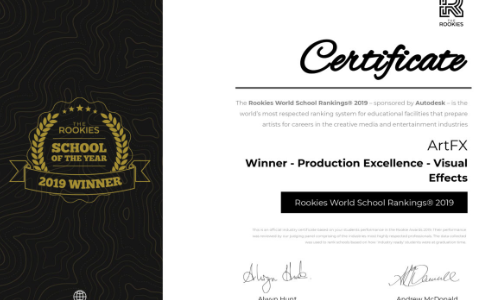 THE
ROOKIES
SCHOOL
OF THE YEAR
2019 WINNER
THE
ROOKIES
Certificate
The Rookies World School Rankings® 2019 - sponsored by Autodesk - is the
world's most respected ranking system for educational facilities that prepare
artists for careers in the creative media and entertainment industries
ArtFX
Winner - Production Excellence - Visual
Effects
Rookies World School Rankings® 2019
Alwyn Hunt
Andrew McDonald